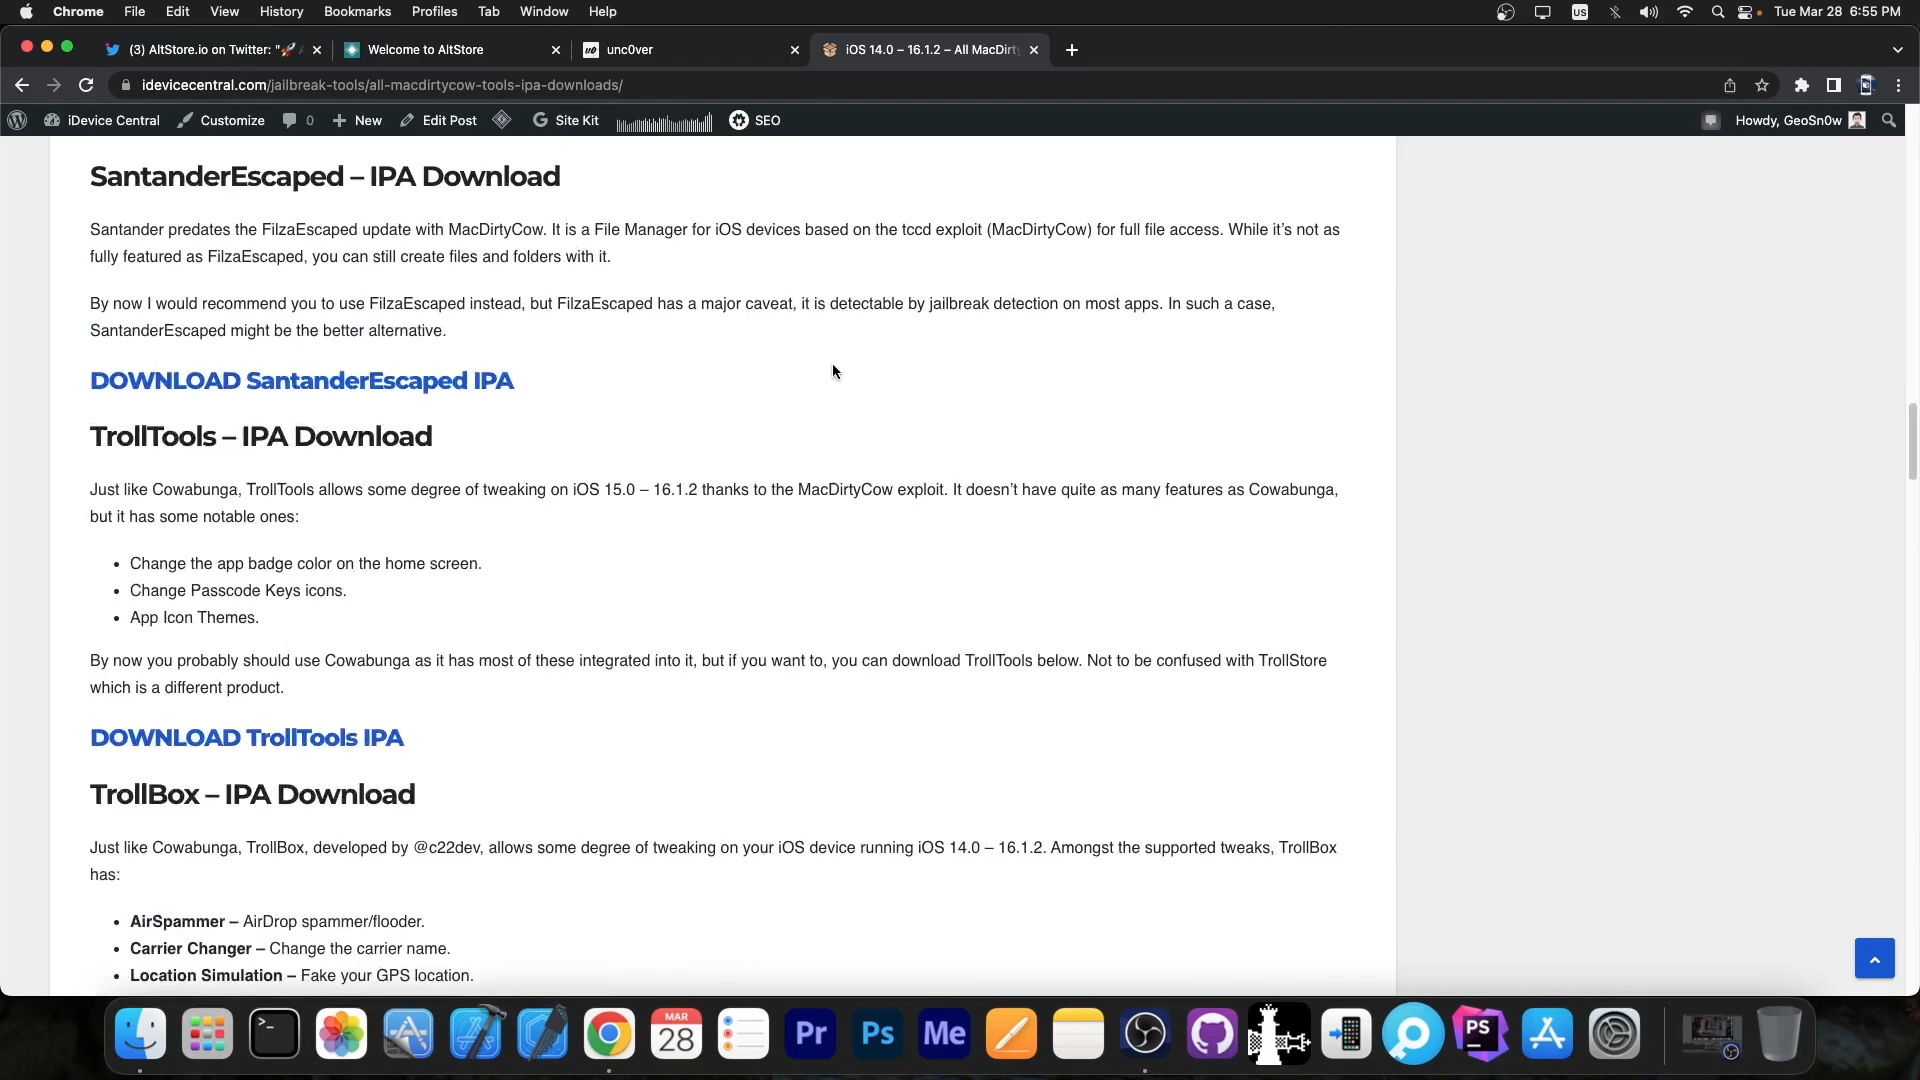 Chrome File Edit View History Bookmarks Profiles Tab Window Help US Tue Mar 28 6:55 PM
(3) AltStore.io on Twitter: "🚀 A Welcome to AltStore unc0ver iOS 14.0 – 16.1.2 – All MacDirty
idevicecentral.com/jailbreak-tools/all-macdirtycow-tools-ipa-downloads/
iDevice Central Customize 0 New Edit Post Site Kit SEO Howdy, GeoSn0w
SantanderEscaped – IPA Download
Santander predates the FilzaEscaped update with MacDirtyCow. It is a File Manager for iOS devices based on the tccd exploit (MacDirtyCow) for full file access. While it’s not as
fully featured as FilzaEscaped, you can still create files and folders with it.
By now I would recommend you to use FilzaEscaped instead, but FilzaEscaped has a major caveat, it is detectable by jailbreak detection on most apps. In such a case,
SantanderEscaped might be the better alternative.
DOWNLOAD SantanderEscaped IPA
TrollTools – IPA Download
Just like Cowabunga, TrollTools allows some degree of tweaking on iOS 15.0 – 16.1.2 thanks to the MacDirtyCow exploit. It doesn’t have quite as many features as Cowabunga,
but it has some notable ones:
• Change the app badge color on the home screen.
• Change Passcode Keys icons.
• App Icon Themes.
By now you probably should use Cowabunga as it has most of these integrated into it, but if you want to, you can download TrollTools below. Not to be confused with TrollStore
which is a different product.
DOWNLOAD TrollTools IPA
TrollBox – IPA Download
Just like Cowabunga, TrollBox, developed by @c22dev, allows some degree of tweaking on your iOS device running iOS 14.0 – 16.1.2. Amongst the supported tweaks, TrollBox
has:
• AirSpammer – AirDrop spammer/flooder.
• Carrier Changer – Change the carrier name.
• Location Simulation – Fake your GPS location.
MAR
28 Pr Ps Me PS